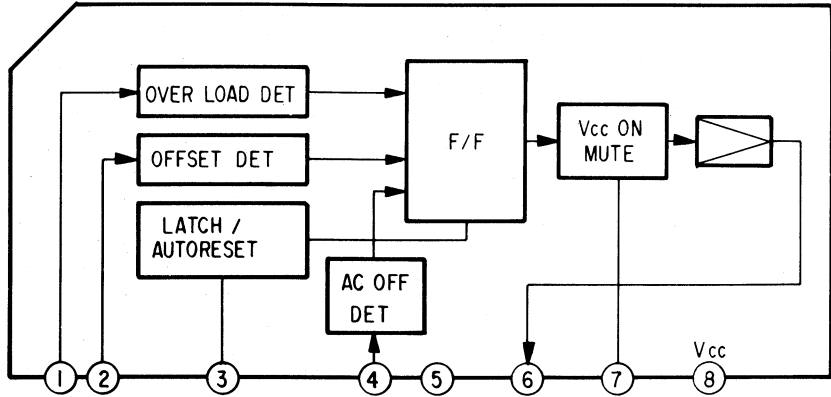 OVER LOAD DET
OFFSET DET
LATCH /
AUTORESET
F/F
Vcc ON
MUTE
AC OFF
DET
Vcc
1 2 3 4 5 6 7 8